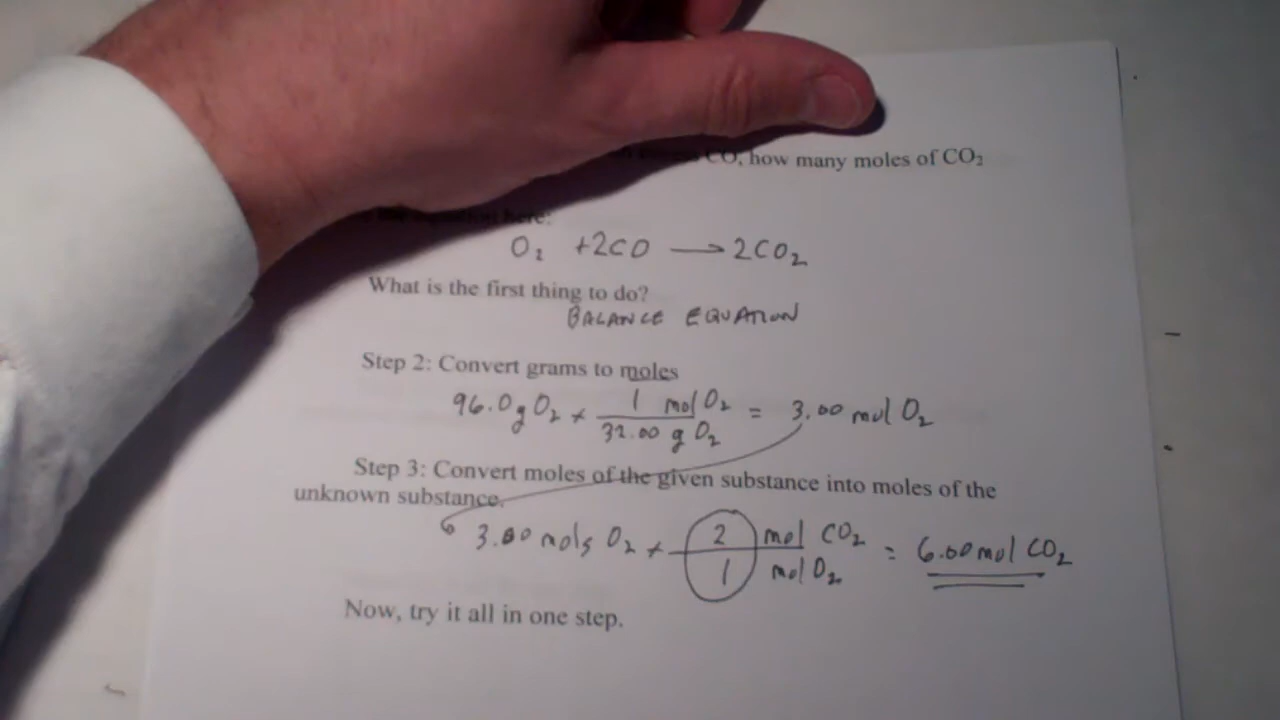 CO, how many moles of CO₂
equation here:
O₂ +2CO ⟶ 2CO₂
What is the first thing to do?
BALANCE EQUATION
Step 2: Convert grams to moles
96.0 g O₂ × 1 mol O₂ / 32.00 g O₂ = 3.00 mol O₂
Step 3: Convert moles of the given substance into moles of the
unknown substance.
3.00 mols O₂ × 2 mol CO₂ / 1 mol O₂ = 6.00 mol CO₂
Now, try it all in one step.